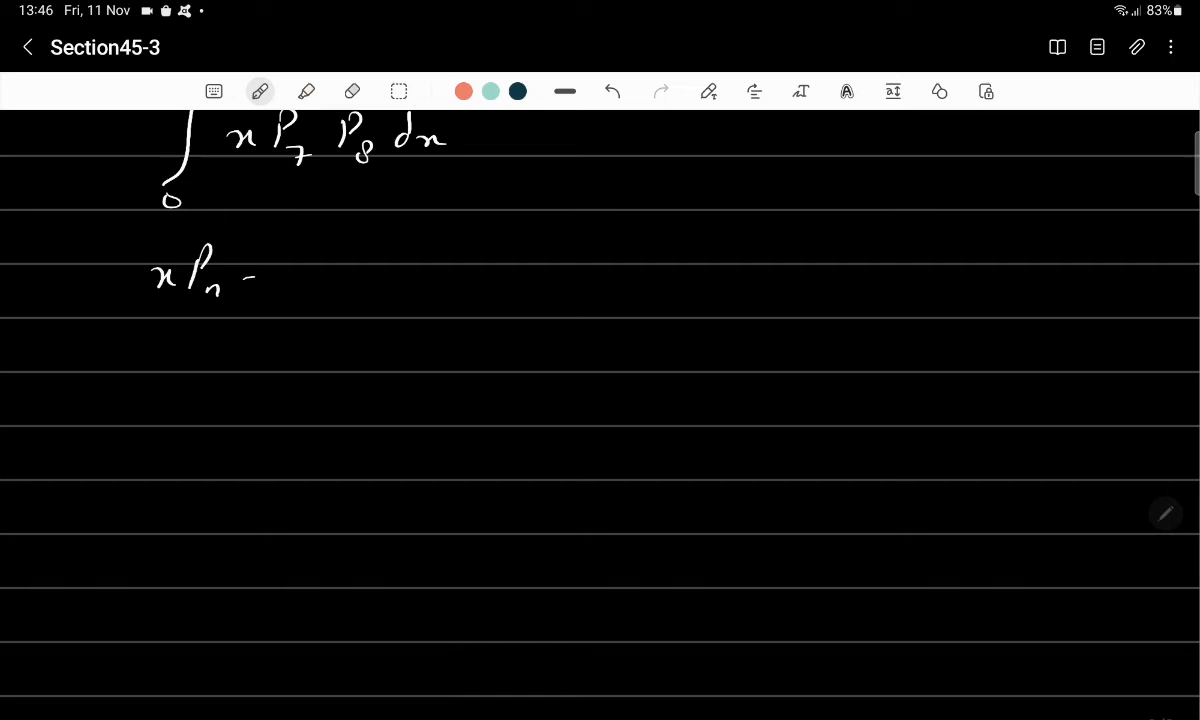 13:46 Fri, 11 Nov 83%
Section45-3
∫₀ x P₇ P₈ dx
x Pₙ -